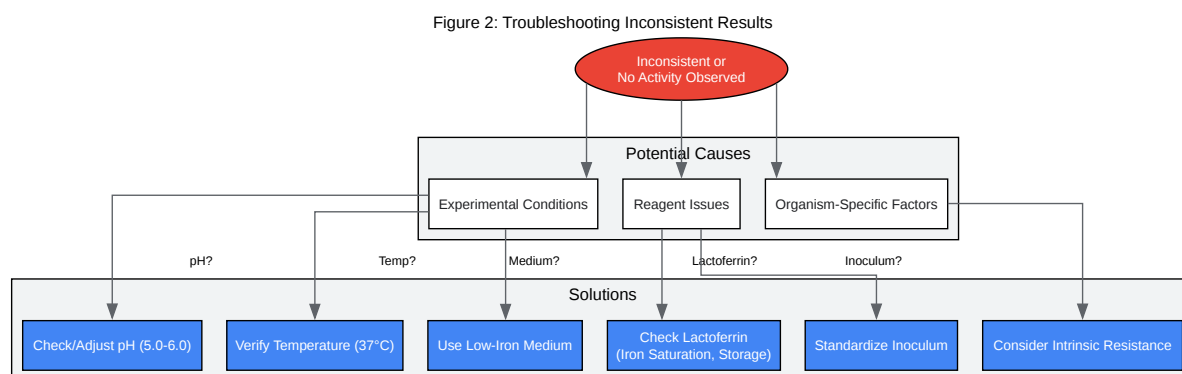 Figure 2: Troubleshooting Inconsistent Results
Inconsistent or
No Activity Observed
Potential Causes
Experimental Conditions
Reagent Issues
Organism-Specific Factors
pH?
Temp?
Medium?
Lactoferrin?
Inoculum?
Solutions
Check/Adjust pH (5.0-6.0)
Verify Temperature (37°C)
Use Low-Iron Medium
Check Lactoferrin
(Iron Saturation, Storage)
Standardize Inoculum
Consider Intrinsic Resistance